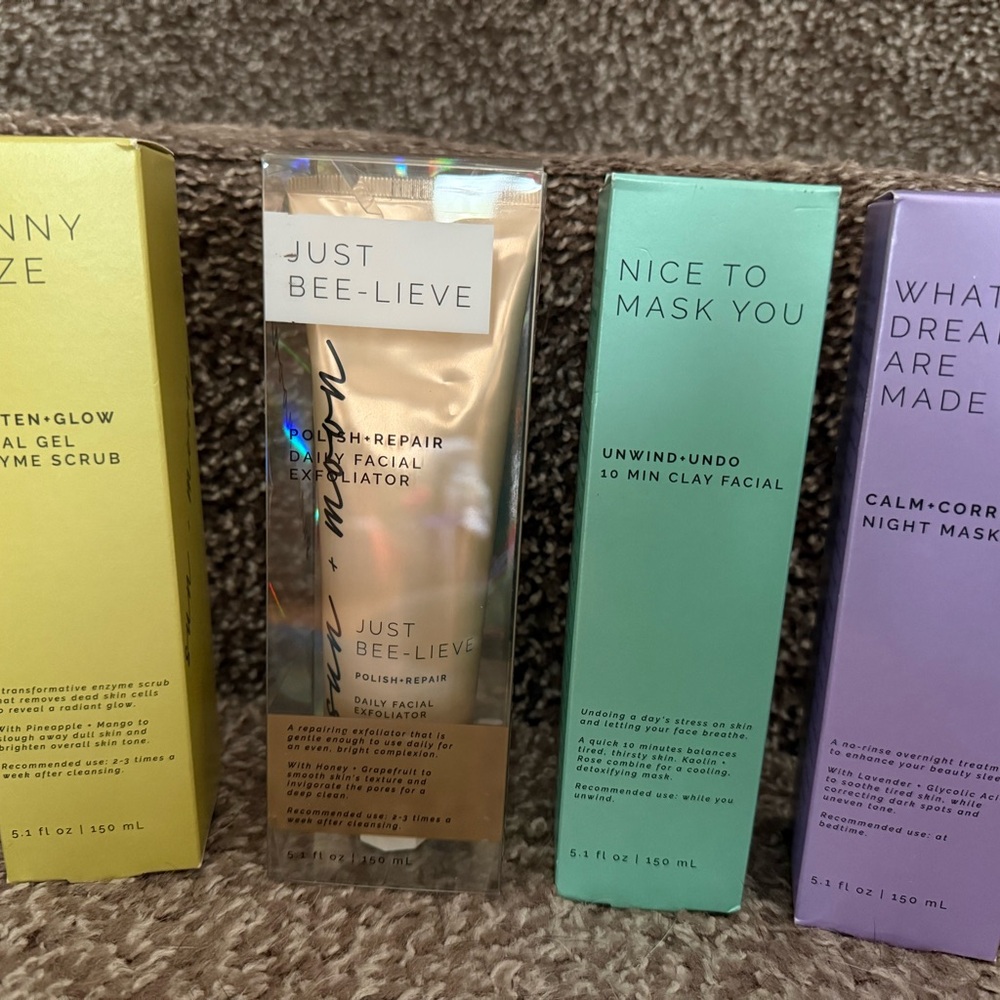 NNY
ZE
TEN+GLOW
AL GEL
YME SCRUB
transformative enzyme scrub
hat removes dead skin cells
o reveal a radiant glow.
With Pineapple + Mango to
slough away dull skin and
brighten overall skin tone.
Recommended use: 2-3 times a
week after cleansing.
5.1 fl oz | 150 mL
sun + moon
JUST
BEE-LIEVE
POLISH+REPAIR
DAILY FACIAL
EXFOLIATOR
sun + moon
JUST
BEE-LIEVE
POLISH+REPAIR
DAILY FACIAL
EXFOLIATOR
A repairing exfoliator that is
gentle enough to use daily for
an even, bright complexion.
With Honey + Grapefruit to
smooth skin's texture and
invigorate the pores for a
deep clean.
Recommended use: 2-3 times a
week after cleansing.
5.1 fl oz | 150 mL
NICE TO
MASK YOU
UNWIND+UNDO
10 MIN CLAY FACIAL
Undoing a day's stress on skin
and letting your face breathe.
A quick 10 minutes balances
tired, thirsty skin. Kaolin +
Rose combine for a cooling,
detoxifying mask.
Recommended use: while you
unwind.
5.1 fl oz | 150 mL
WHAT
DREA
ARE
MADE
CALM+CORR
NIGHT MASK
A no-rinse overnight treatm
to enhance your beauty slee
With Lavender + Glycolic Aci
to soothe tired skin, while
correcting dark spots and
uneven tone.
Recommended use: at
bedtime.
5.1 fl oz | 150 mL